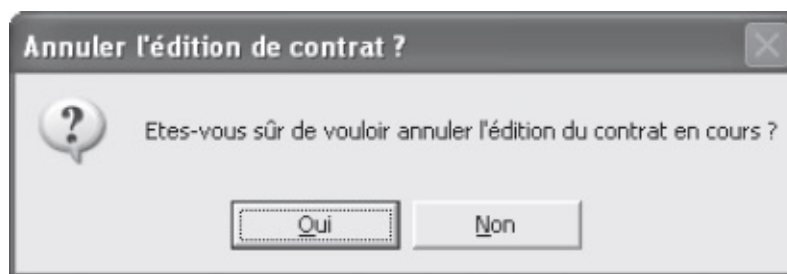 Annuler l'édition de contrat ?
Etes-vous sûr de vouloir annuler l'édition du contrat en cours ?
Oui
Non